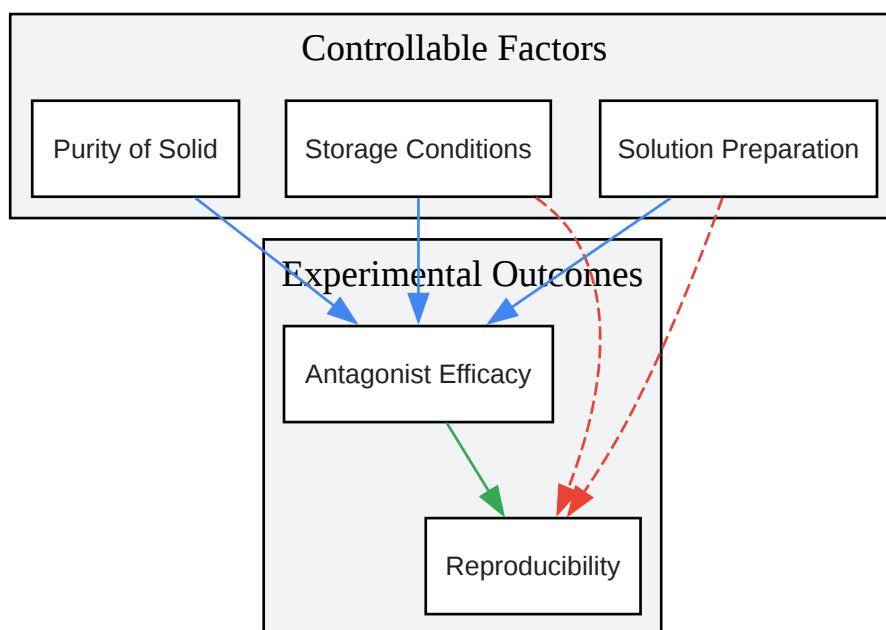 Controllable Factors
Purity of Solid
Storage Conditions
Solution Preparation
Experimental Outcomes
Antagonist Efficacy
Reproducibility